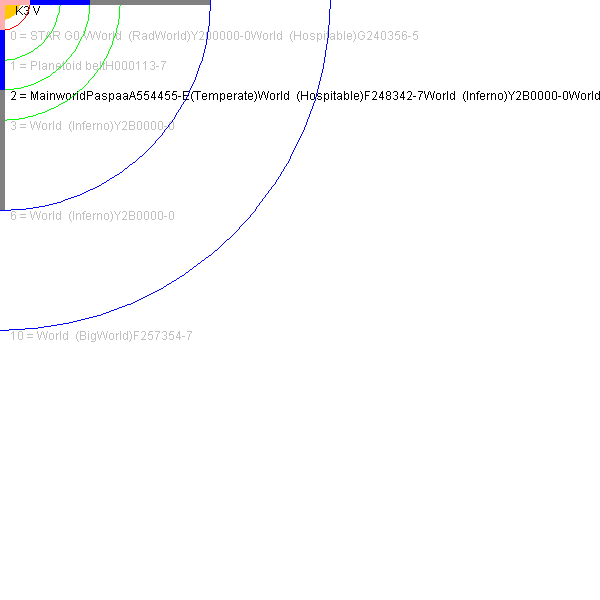 K3 V
0 = STAR G0 VWorld (RadWorld)Y200000-0World (Hospitable)G240356-5
1 = Planetoid beltH000113-7
2 = MainworldPaspaaA554455-E(Temperate)World (Hospitable)F248342-7World (Inferno)Y2B0000-0World
3 = World (Inferno)Y2B0000-0
6 = World (Inferno)Y2B0000-0
10 = World (BigWorld)F257354-7